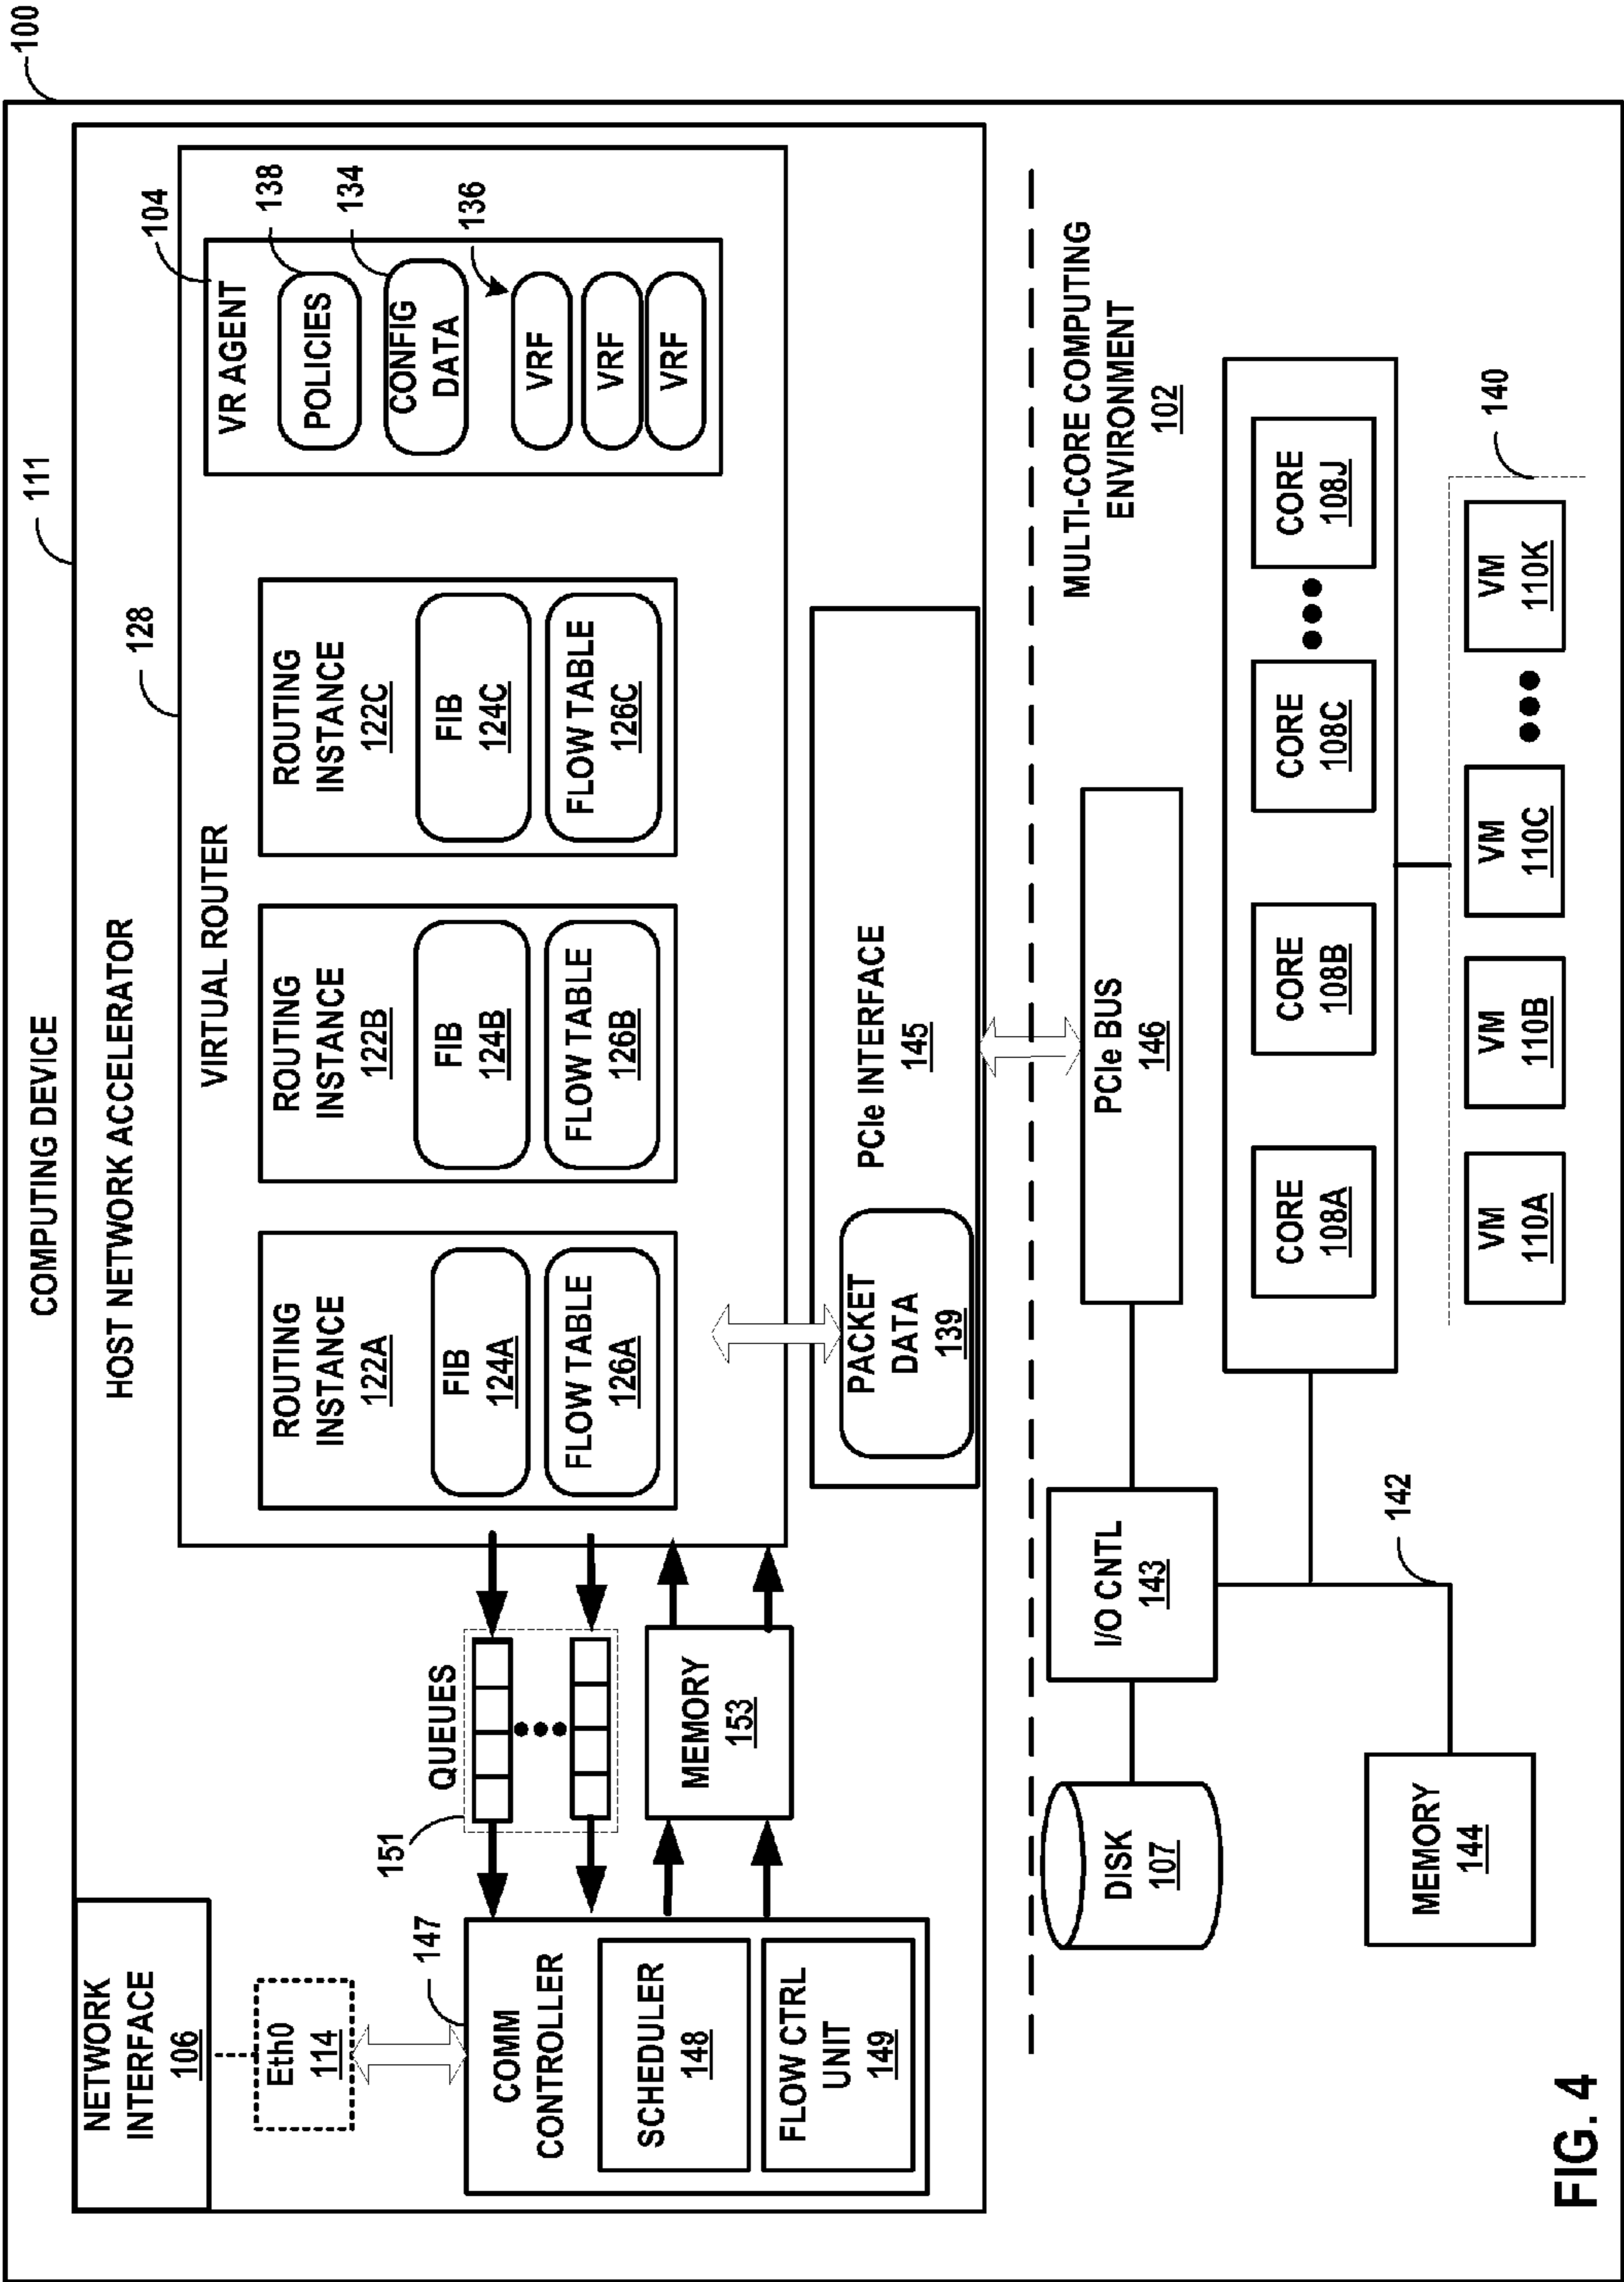 COMPUTING DEVICE
100
111
HOST NETWORK ACCELERATOR
NETWORK
INTERFACE
106
Eth0
114
147
COMM
CONTROLLER
SCHEDULER
148
FLOW CTRL
UNIT
149
151
QUEUES
MEMORY
153
128
VIRTUAL ROUTER
ROUTING
INSTANCE
122A
FIB
124A
FLOW TABLE
126A
ROUTING
INSTANCE
122B
FIB
124B
FLOW TABLE
126B
ROUTING
INSTANCE
122C
FIB
124C
FLOW TABLE
126C
104
VR AGENT
138
POLICIES
134
CONFIG
DATA
136
VRF
VRF
VRF
PACKET
DATA
139
PCIe INTERFACE
145
MULTI-CORE COMPUTING
ENVIRONMENT
102
DISK
107
I/O CNTL
143
PCIe BUS
146
142
MEMORY
144
CORE
108A
CORE
108B
CORE
108C
CORE
108J
140
VM
110A
VM
110B
VM
110C
VM
110K
FIG. 4